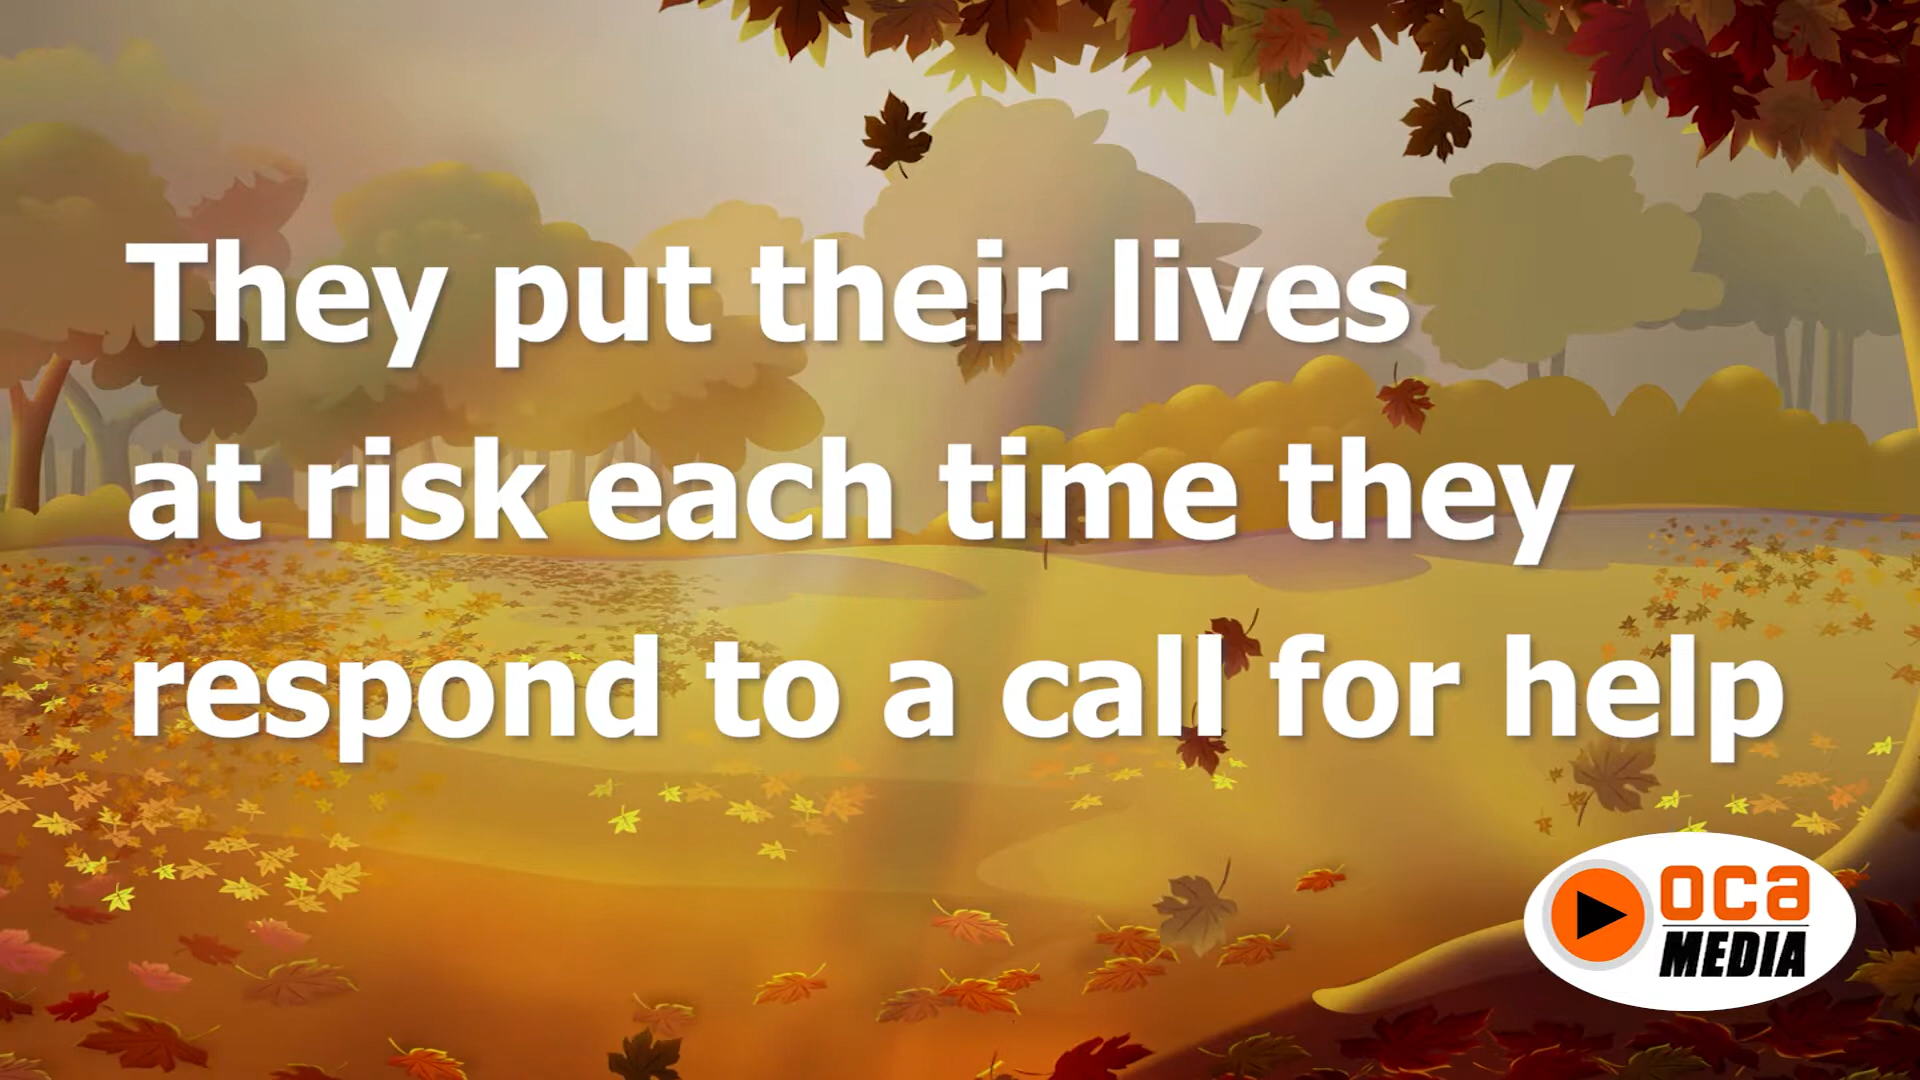 They put their lives
at risk each time they
respond to a call for help
oca
MEDIA